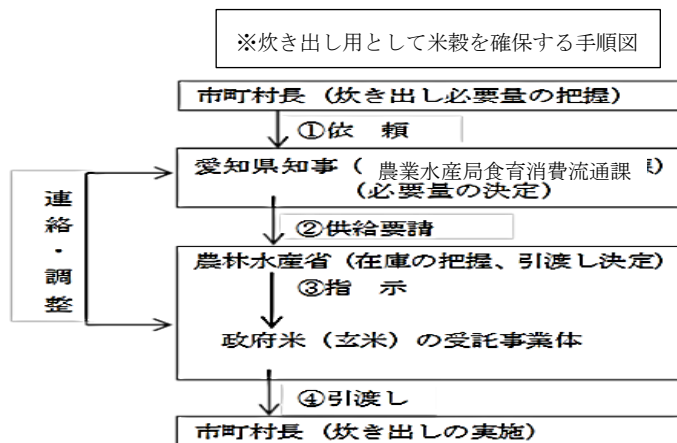 ※炊き出し用として米穀を確保する手順図
市町村長（炊き出し必要量の把握）
①依　頼
愛知県知事（ 農業水産局食育消費流通課 ）
（必要量の決定）
連絡・調整
②供給要請
農林水産省（在庫の把握、引渡し決定）
③指　示
政府米（玄米）の受託事業体
④引渡し
市町村長（炊き出しの実施）